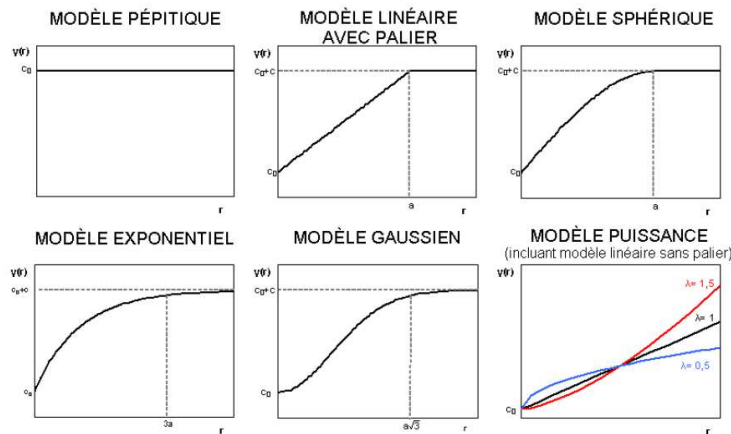 MODÈLE PÉPITIQUE
γ(r)
c₀
r
MODÈLE LINÉAIRE
AVEC PALIER
γ(r)
c₀+c
c₀
a
r
MODÈLE SPHÉRIQUE
γ(r)
c₀+c
c₀
a
r
MODÈLE EXPONENTIEL
γ(r)
c₀+c
c₀
3a
r
MODÈLE GAUSSIEN
γ(r)
c₀+c
c₀
a√3
r
MODÈLE PUISSANCE
(incluant modèle linéaire sans palier)
γ(r)
λ= 1,5
λ= 1
λ= 0,5
c₀
r